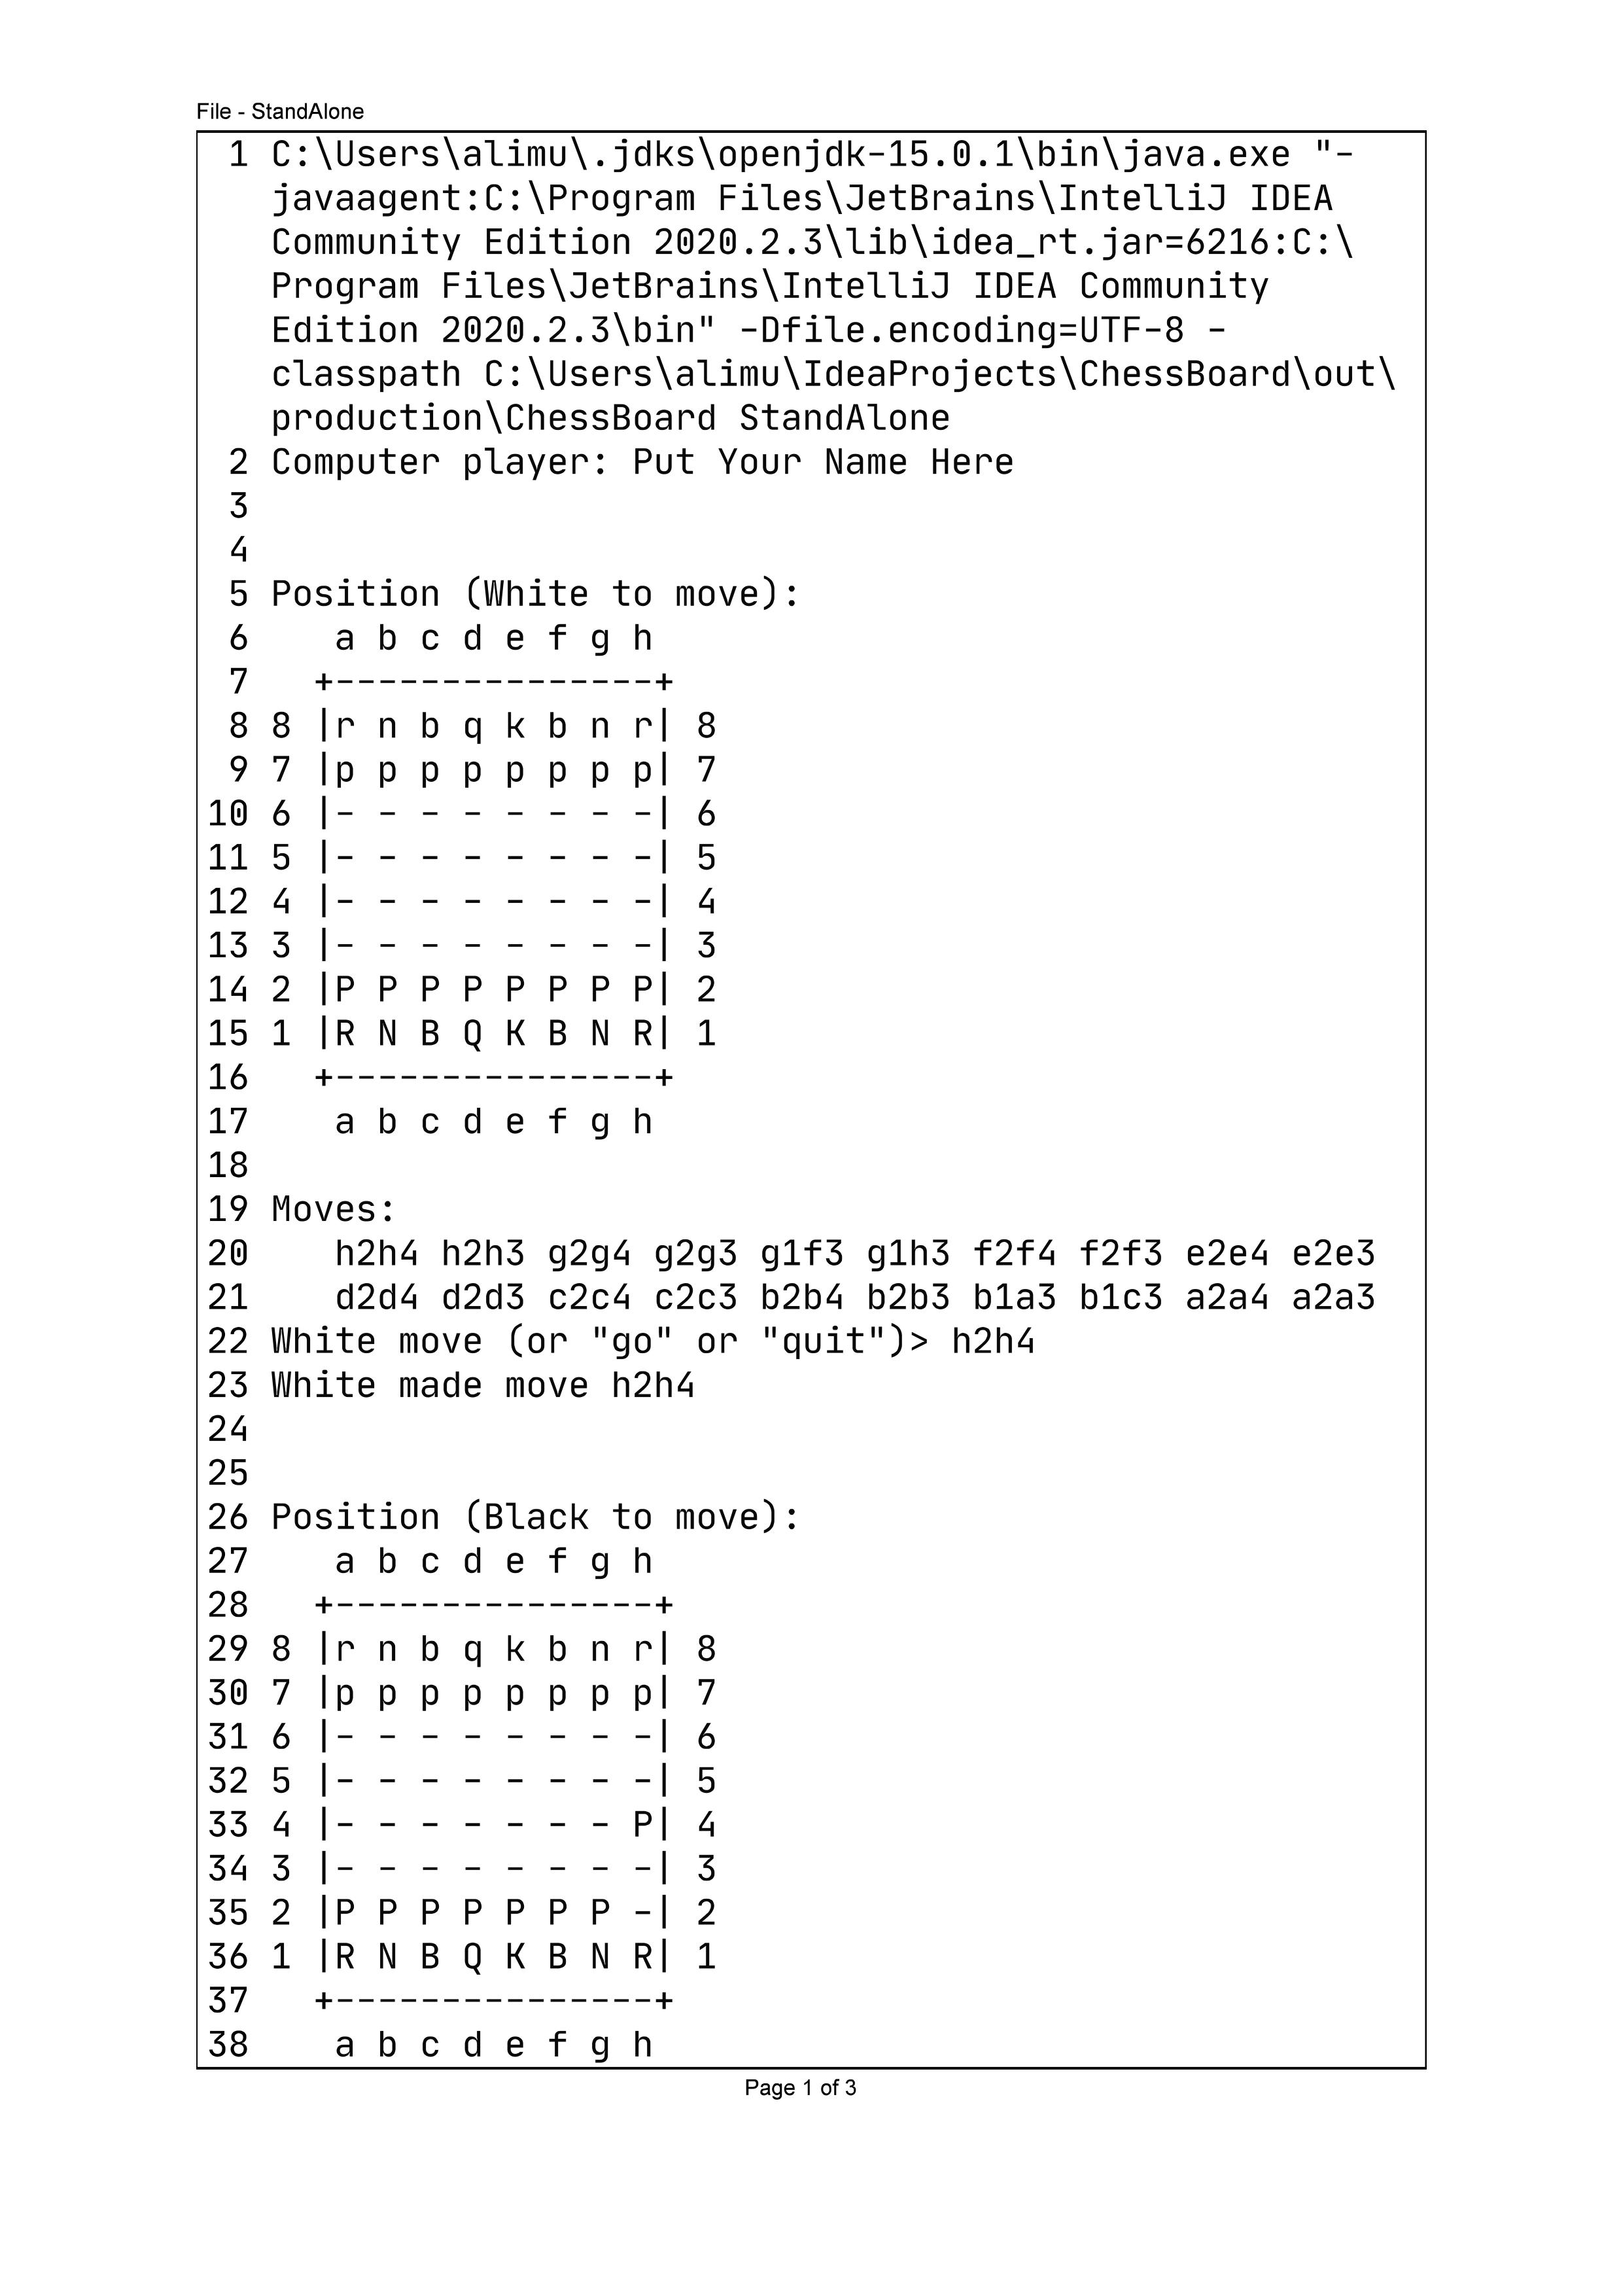 File - StandAlone
1 C:\Users\alimu\.jdks\openjdk-15.0.1\bin\java.exe "-
javaagent:C:\Program Files\JetBrains\IntelliJ IDEA
Community Edition 2020.2.3\lib\idea_rt.jar=6216:C:\
Program Files\JetBrains\IntelliJ IDEA Community
Edition 2020.2.3\bin" -Dfile.encoding=UTF-8 -
classpath C:\Users\alimu\IdeaProjects\ChessBoard\out\
production\ChessBoard StandAlone
2 Computer player: Put Your Name Here
3
4
5 Position (White to move):
6    a b c d e f g h
7   +---------------+
8 8 |r n b q k b n r| 8
9 7 |p p p p p p p p| 7
10 6 |- - - - - - - -| 6
11 5 |- - - - - - - -| 5
12 4 |- - - - - - - -| 4
13 3 |- - - - - - - -| 3
14 2 |P P P P P P P P| 2
15 1 |R N B Q K B N R| 1
16   +---------------+
17    a b c d e f g h
18
19 Moves:
20    h2h4 h2h3 g2g4 g2g3 g1f3 g1h3 f2f4 f2f3 e2e4 e2e3
21    d2d4 d2d3 c2c4 c2c3 b2b4 b2b3 b1a3 b1c3 a2a4 a2a3
22 White move (or "go" or "quit")> h2h4
23 White made move h2h4
24
25
26 Position (Black to move):
27    a b c d e f g h
28   +---------------+
29 8 |r n b q k b n r| 8
30 7 |p p p p p p p p| 7
31 6 |- - - - - - - -| 6
32 5 |- - - - - - - -| 5
33 4 |- - - - - - - P| 4
34 3 |- - - - - - - -| 3
35 2 |P P P P P P P -| 2
36 1 |R N B Q K B N R| 1
37   +---------------+
38    a b c d e f g h
Page 1 of 3